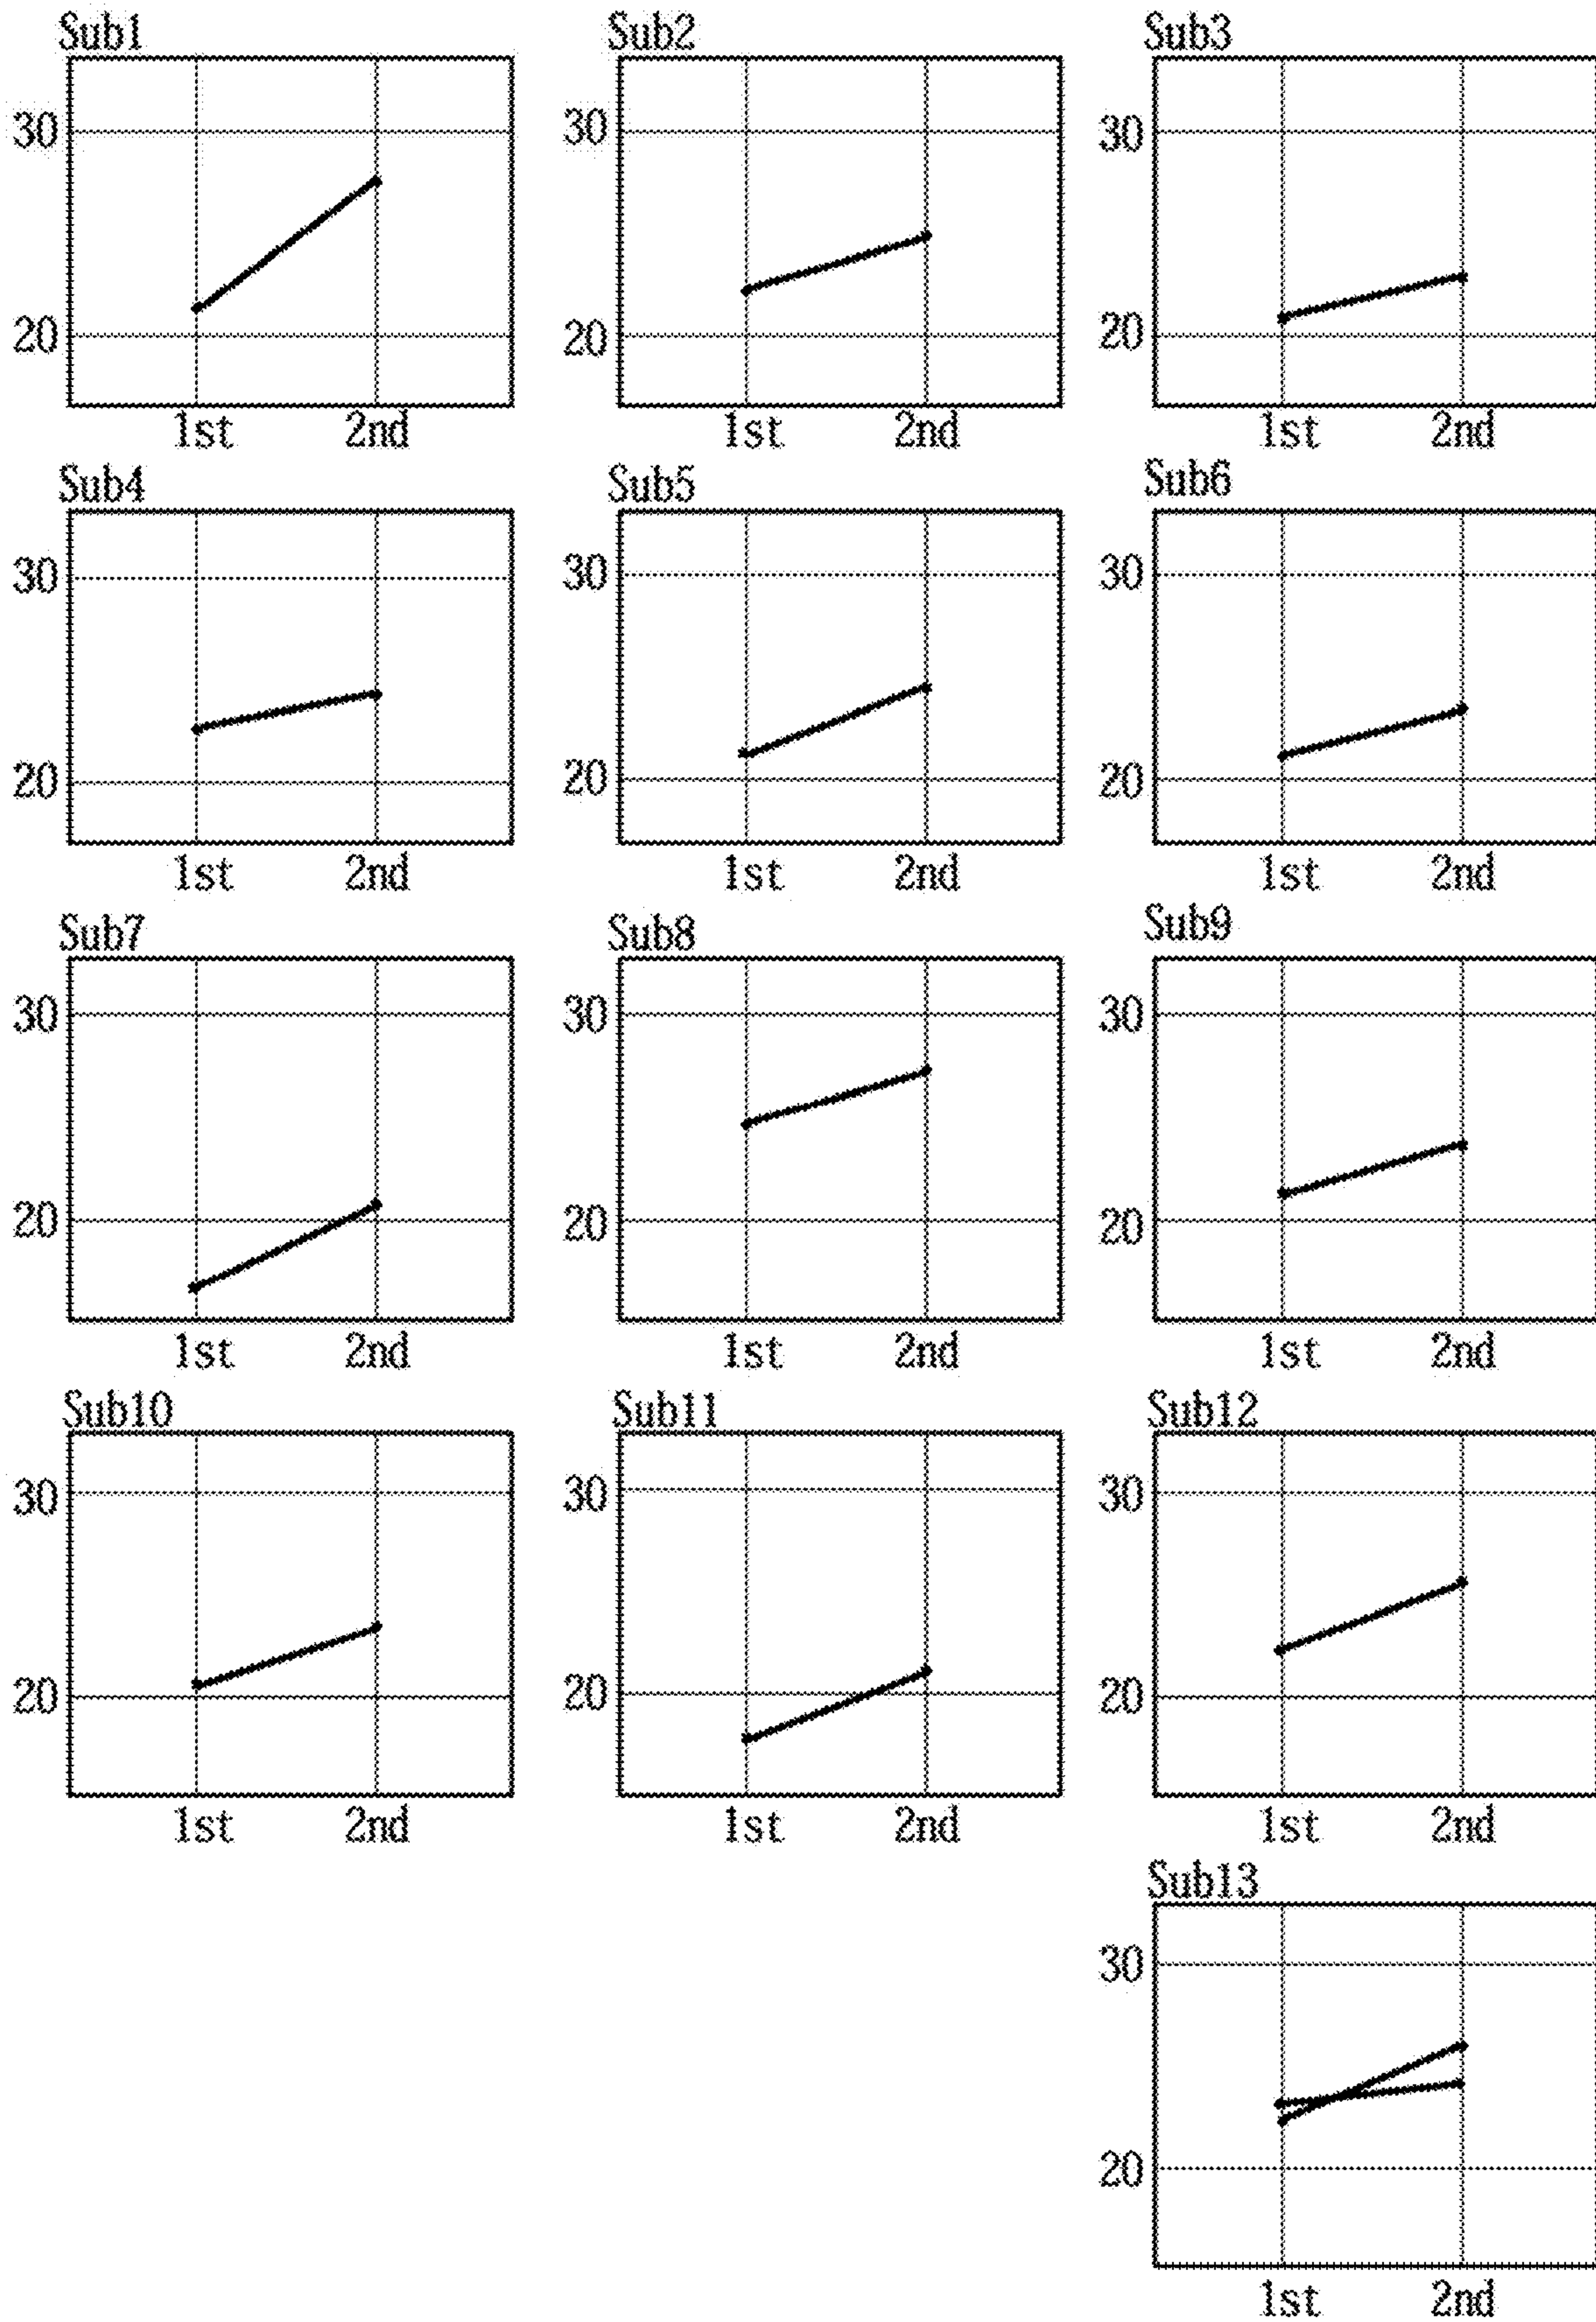 Sub1 Sub2 Sub3
30 30 30
20 20 20
1st 2nd 1st 2nd 1st 2nd
Sub4 Sub5 Sub6
30 30 30
20 20 20
1st 2nd 1st 2nd 1st 2nd
Sub7 Sub8 Sub9
30 30 30
20 20 20
1st 2nd 1st 2nd 1st 2nd
Sub10 Sub11 Sub12
30 30 30
20 20 20
1st 2nd 1st 2nd 1st 2nd
Sub13
30
20
1st 2nd